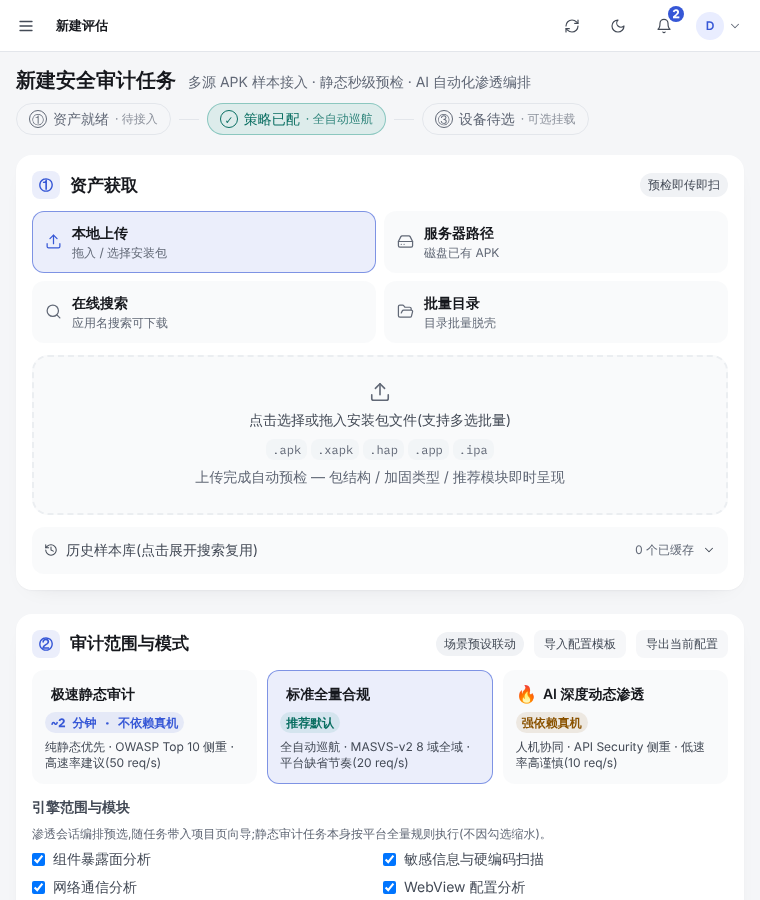 新建评估
2
D
新建安全审计任务 多源 APK 样本接入 · 静态秒级预检 · AI 自动化渗透编排
① 资产就绪 · 待接入
✓ 策略已配 · 全自动巡航
③ 设备待选 · 可选挂载
① 资产获取
预检即传即扫
本地上传
拖入 / 选择安装包
服务器路径
磁盘已有 APK
在线搜索
应用名搜索可下载
批量目录
目录批量脱壳
点击选择或拖入安装包文件(支持多选批量)
.apk .xapk .hap .app .ipa
上传完成自动预检 — 包结构 / 加固类型 / 推荐模块即时呈现
历史样本库(点击展开搜索复用)
0 个已缓存
② 审计范围与模式
场景预设联动
导入配置模板
导出当前配置
极速静态审计
~2 分钟 · 不依赖真机
纯静态优先 · OWASP Top 10 侧重 ·
高速率建议(50 req/s)
标准全量合规
推荐默认
全自动巡航 · MASVS-v2 8 域全域 ·
平台缺省节奏(20 req/s)
🔥 AI 深度动态渗透
强依赖真机
人机协同 · API Security 侧重 · 低速
率高谨慎(10 req/s)
引擎范围与模块
渗透会话编排预选,随任务带入项目页向导;静态审计任务本身按平台全量规则执行(不因勾选缩水)。
组件暴露面分析
敏感信息与硬编码扫描
网络通信分析
WebView 配置分析